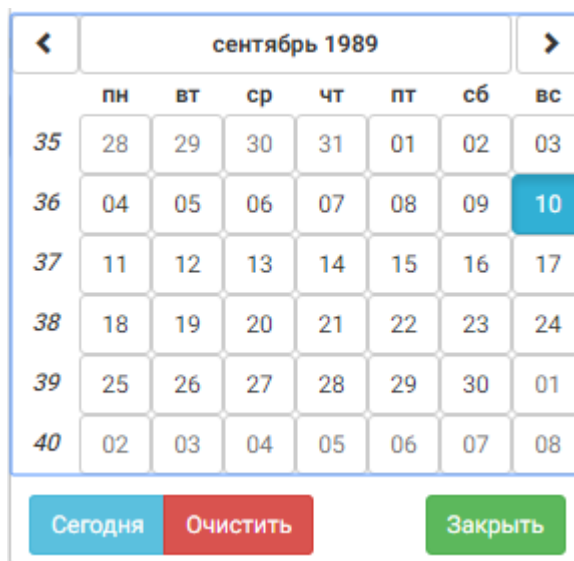 сентябрь 1989
пн вт ср чт пт сб вс
35 28 29 30 31 01 02 03
36 04 05 06 07 08 09 10
37 11 12 13 14 15 16 17
38 18 19 20 21 22 23 24
39 25 26 27 28 29 30 01
40 02 03 04 05 06 07 08
Сегодня Очистить Закрыть